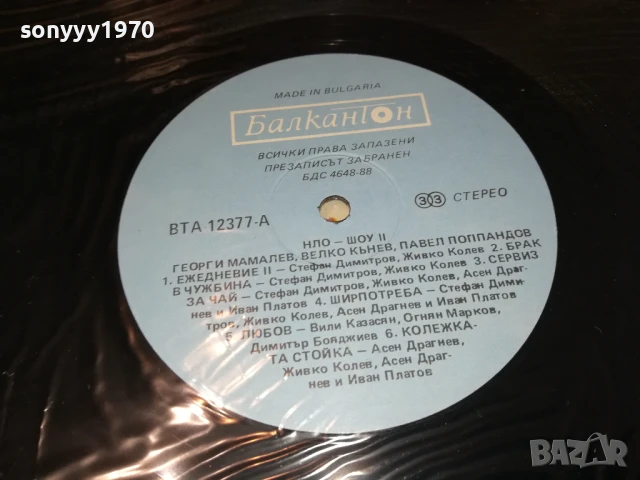 sonyyy1970
MADE IN BULGARIA
Балкантон
ВСИЧКИ ПРАВА ЗАПАЗЕНИ
ПРЕЗАПИСЪТ ЗАБРАНЕН
БДС 4648-88
ВТА 12377-А
33 СТЕРЕО
НЛО — ШОУ II
ГЕОРГИ МАМАЛЕВ, ВЕЛКО КЪНЕВ, ПАВЕЛ ПОППАНДОВ
1. ЕЖЕДНЕВИЕ II — Стефан Димитров, Живко Колев 2. БРАК
В ЧУЖБИНА — Стефан Димитров, Живко Колев 3. СЕРВИЗ
ЗА ЧАЙ — Стефан Димитров, Живко Колев, Асен Драг-
нев и Иван Платов 4. ШИРПОТРЕБА — Стефан Дими-
тров, Живко Колев, Асен Драгнев и Иван Платов
5. ЛЮБОВ — Вили Казасян, Огнян Марков,
Димитър Бояджиев 6. КОЛЕЖКА-
ТА СТОЙКА — Асен Драгнев,
Живко Колев, Асен Драг-
нев и Иван Платов
BAZAR